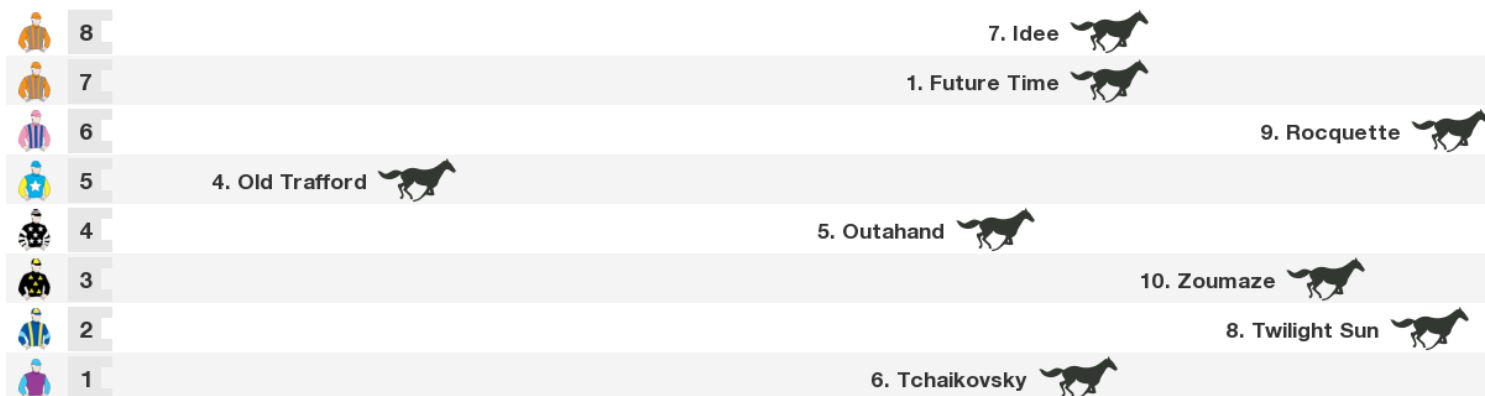 8 7. Idee
7 1. Future Time
6 9. Rocquette
5 4. Old Trafford
4 5. Outahand
3 10. Zoumaze
2 8. Twilight Sun
1 6. Tchaikovsky